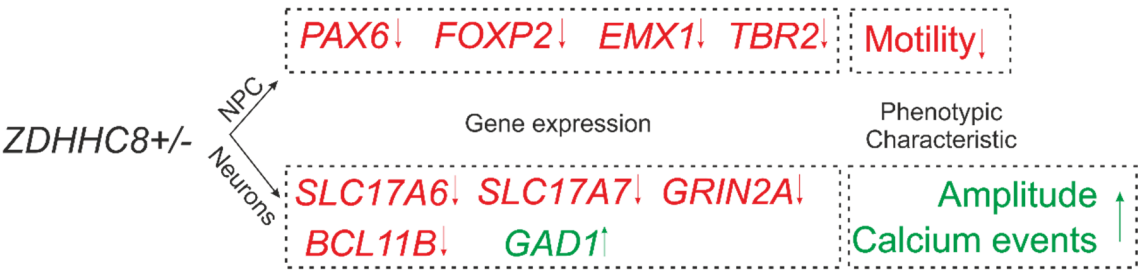 PAX6↓ FOXP2↓ EMX1↓ TBR2↓ Motility↓
NPC
ZDHHC8+/-
Gene expression
Phenotypic
Characteristic
Neurons
SLC17A6↓ SLC17A7↓ GRIN2A↓
BCL11B↓ GAD1↑
Amplitude
Calcium events ↑